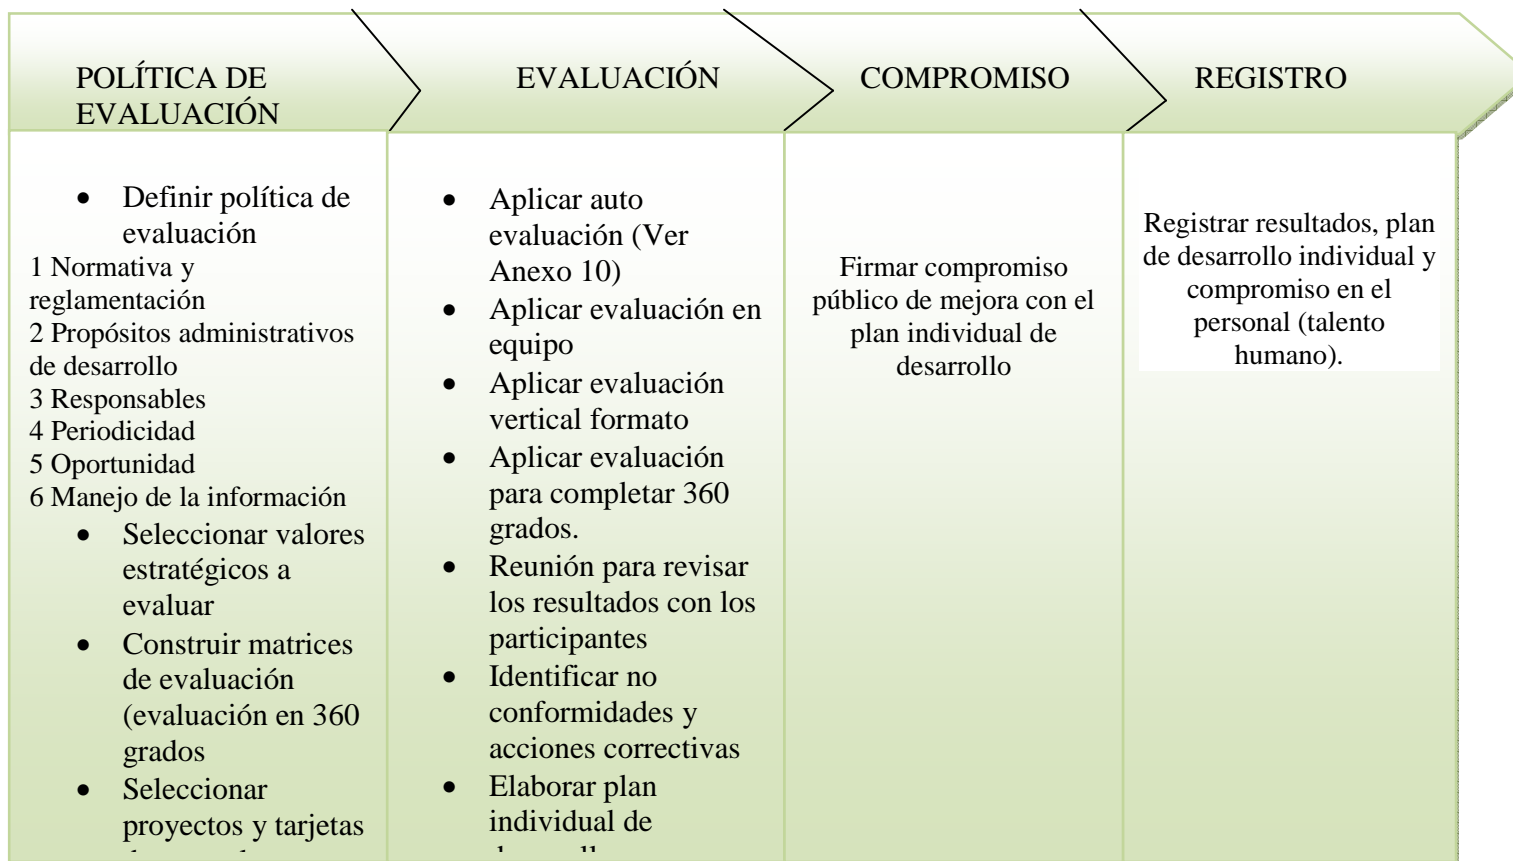 POLÍTICA DE
EVALUACIÓN
EVALUACIÓN
COMPROMISO
REGISTRO
• Definir política de
evaluación
1 Normativa y
reglamentación
2 Propósitos administrativos
de desarrollo
3 Responsables
4 Periodicidad
5 Oportunidad
6 Manejo de la información
• Seleccionar valores
estratégicos a
evaluar
• Construir matrices
de evaluación
(evaluación en 360
grados
• Seleccionar
proyectos y tarjetas
• Aplicar auto
evaluación (Ver
Anexo 10)
• Aplicar evaluación en
equipo
• Aplicar evaluación
vertical formato
• Aplicar evaluación
para completar 360
grados.
• Reunión para revisar
los resultados con los
participantes
• Identificar no
conformidades y
acciones correctivas
• Elaborar plan
individual de
Firmar compromiso
público de mejora con el
plan individual de
desarrollo
Registrar resultados, plan
de desarrollo individual y
compromiso en el
personal (talento
humano).